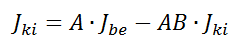 J_ki = A · J_be − AB · J_ki